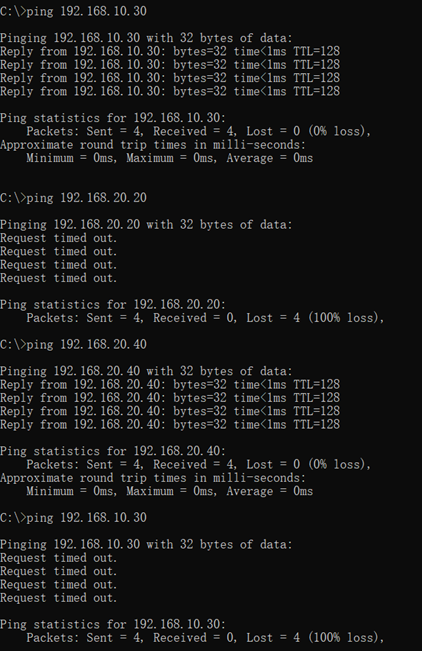 C:\>ping 192.168.10.30
Pinging 192.168.10.30 with 32 bytes of data:
Reply from 192.168.10.30: bytes=32 time<1ms TTL=128
Reply from 192.168.10.30: bytes=32 time<1ms TTL=128
Reply from 192.168.10.30: bytes=32 time<1ms TTL=128
Reply from 192.168.10.30: bytes=32 time<1ms TTL=128
Ping statistics for 192.168.10.30:
Packets: Sent = 4, Received = 4, Lost = 0 (0% loss),
Approximate round trip times in milli-seconds:
Minimum = 0ms, Maximum = 0ms, Average = 0ms
C:\>ping 192.168.20.20
Pinging 192.168.20.20 with 32 bytes of data:
Request timed out.
Request timed out.
Request timed out.
Request timed out.
Ping statistics for 192.168.20.20:
Packets: Sent = 4, Received = 0, Lost = 4 (100% loss),
C:\>ping 192.168.20.40
Pinging 192.168.20.40 with 32 bytes of data:
Reply from 192.168.20.40: bytes=32 time<1ms TTL=128
Reply from 192.168.20.40: bytes=32 time<1ms TTL=128
Reply from 192.168.20.40: bytes=32 time<1ms TTL=128
Reply from 192.168.20.40: bytes=32 time<1ms TTL=128
Ping statistics for 192.168.20.40:
Packets: Sent = 4, Received = 4, Lost = 0 (0% loss),
Approximate round trip times in milli-seconds:
Minimum = 0ms, Maximum = 0ms, Average = 0ms
C:\>ping 192.168.10.30
Pinging 192.168.10.30 with 32 bytes of data:
Request timed out.
Request timed out.
Request timed out.
Request timed out.
Ping statistics for 192.168.10.30:
Packets: Sent = 4, Received = 0, Lost = 4 (100% loss),